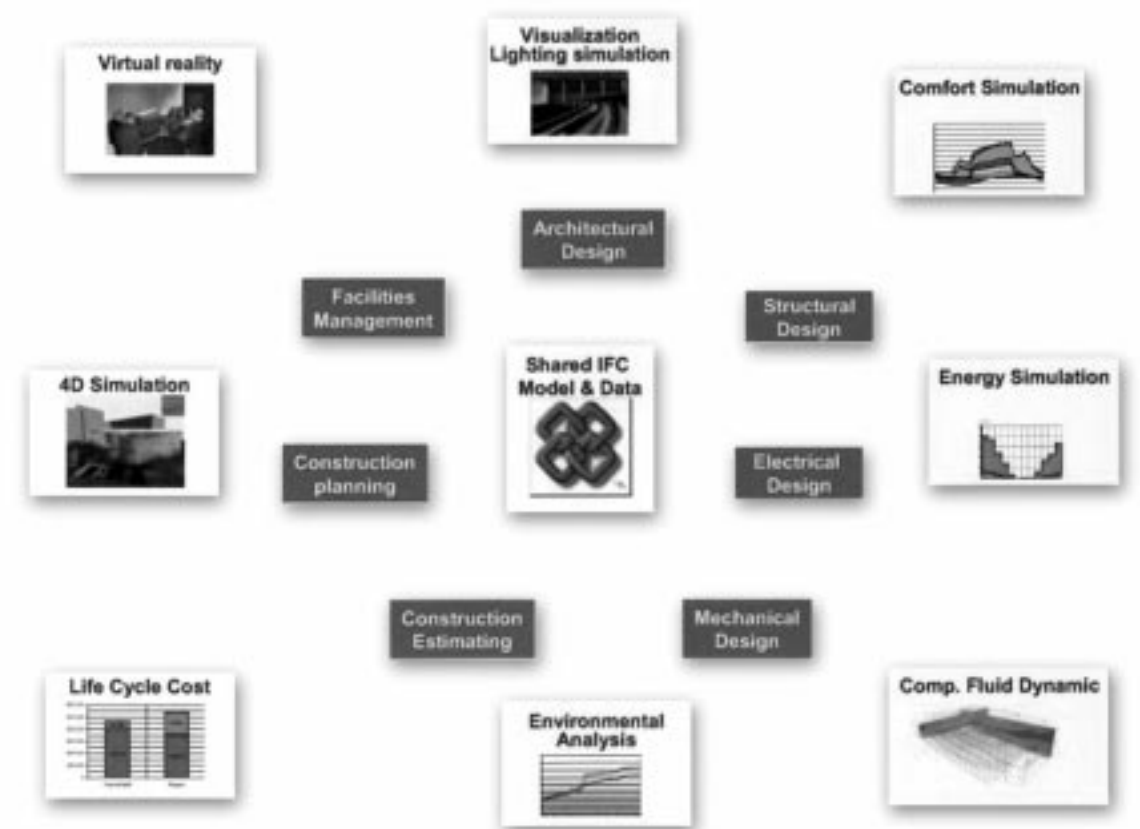 Virtual reality
Visualization
Lighting simulation
Comfort Simulation
Architectural
Design
Facilities
Management
Structural
Design
4D Simulation
Shared IFC
Model & Data
Energy Simulation
Construction
planning
Electrical
Design
Construction
Estimating
Mechanical
Design
Life Cycle Cost
Environmental
Analysis
Comp. Fluid Dynamic